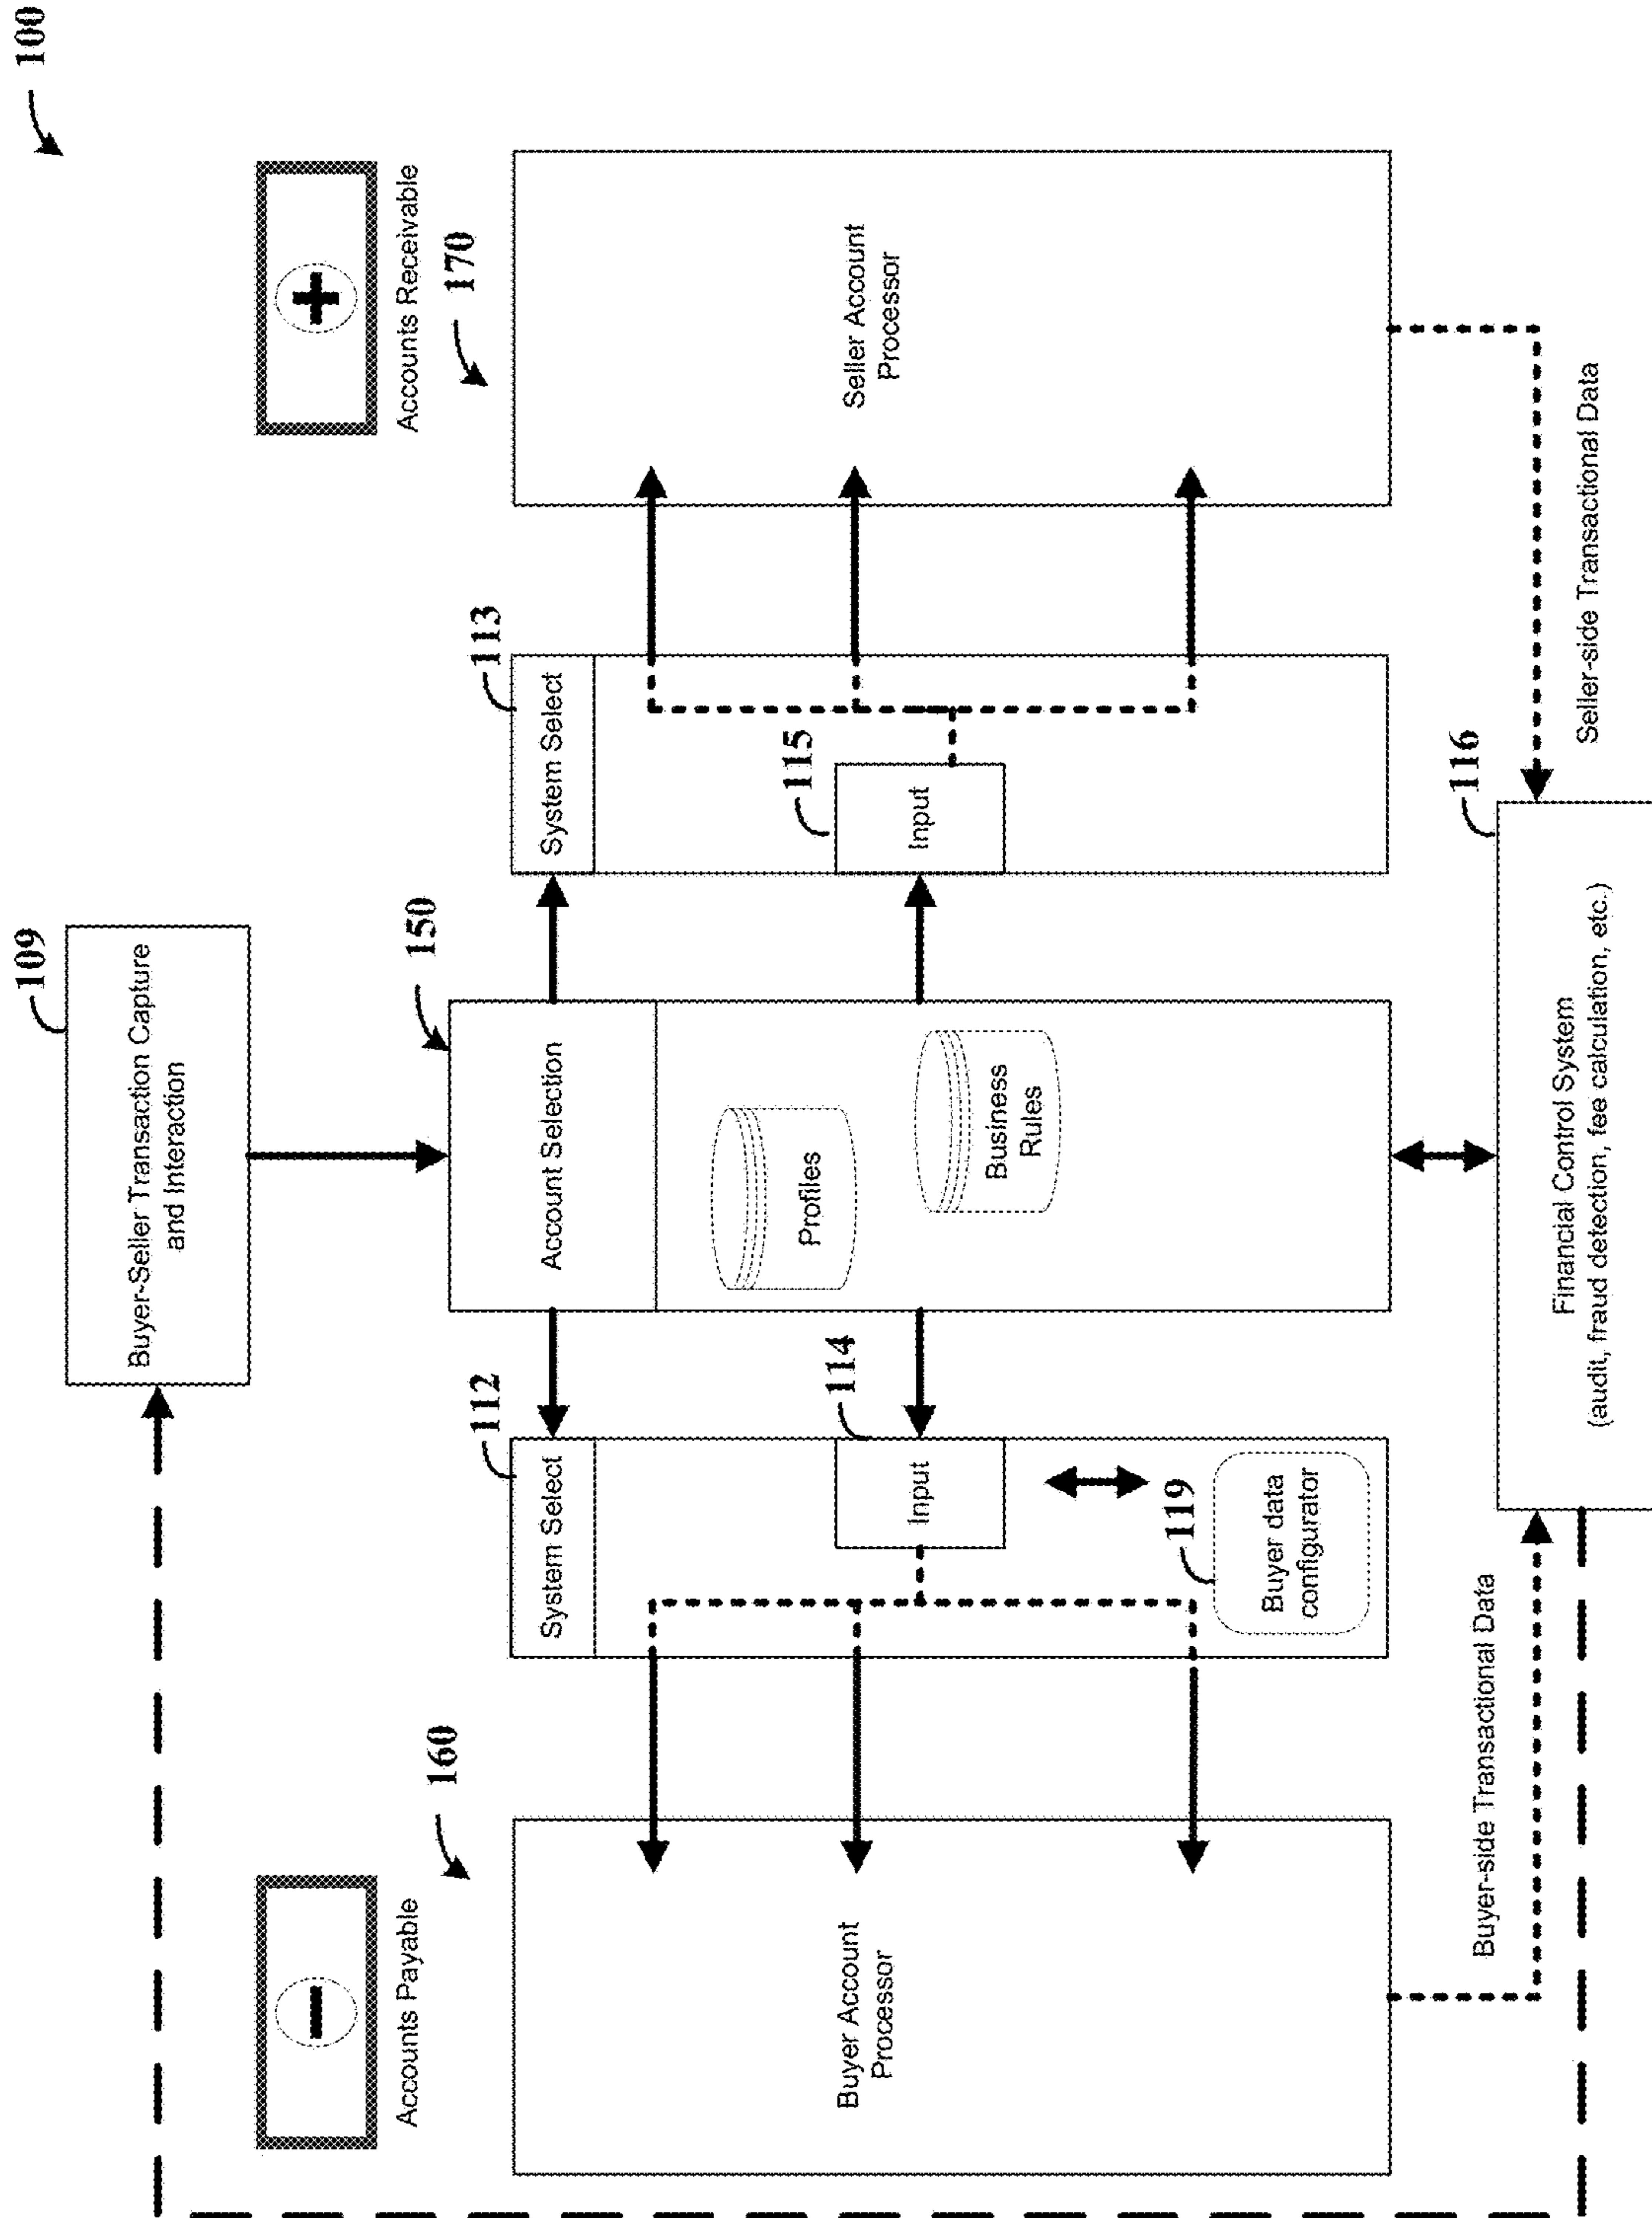 100
109
Buyer-Seller Transaction Capture
and Interaction
Accounts Payable
Accounts Receivable
160
112
150
113
170
System Select
Account Selection
System Select
Profiles
Business
Rules
114
Input
115
Input
Buyer Account
Processor
Seller Account
Processor
119
Buyer data
configurator
116
Buyer-side Transactional Data
Financial Control System
(audit, fraud detection, fee calculation, etc.)
Seller-side Transactional Data